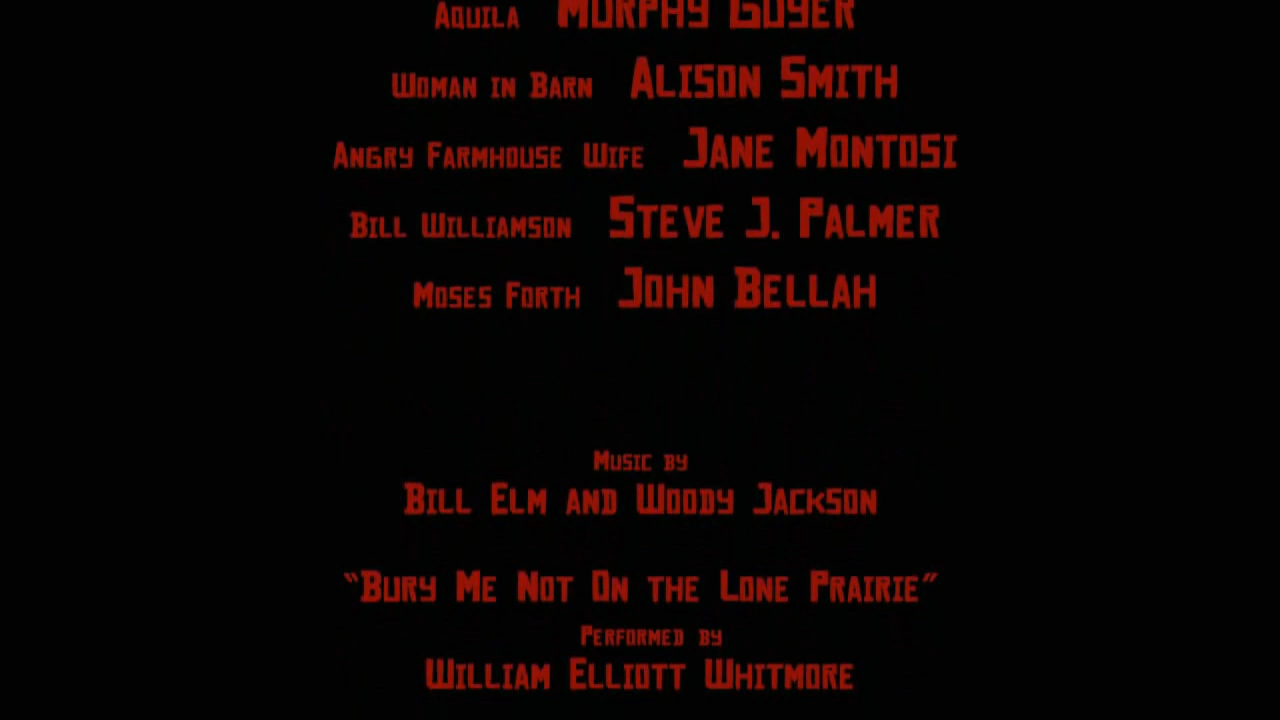 Aquila Murphy Guyer
Woman in Barn Alison Smith
Angry Farmhouse Wife Jane Montosi
Bill Williamson Steve J. Palmer
Moses Forth John Bellah
Music by
Bill Elm and Woody Jackson
“Bury Me Not On the Lone Prairie”
Performed by
William Elliott Whitmore